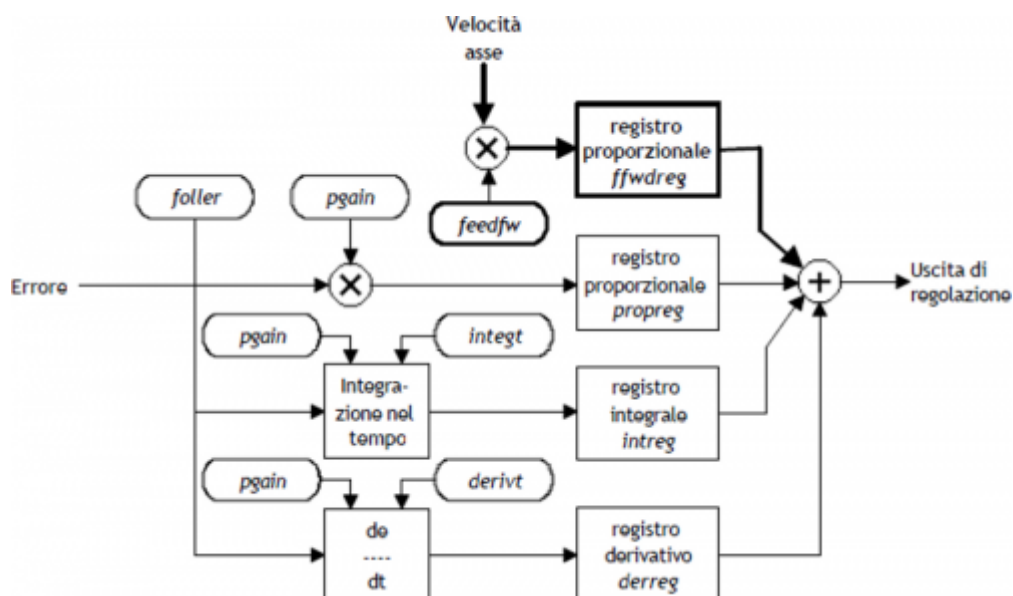 Velocità
asse
registro
proporzionale
ffwdreg
foller
pgain
feedfw
Errore
registro
proporzionale
propreg
Uscita di
regolazione
pgain
integt
Integra-
zione nel
tempo
registro
integrale
intreg
pgain
derivt
de
----
dt
registro
derivativo
derreg